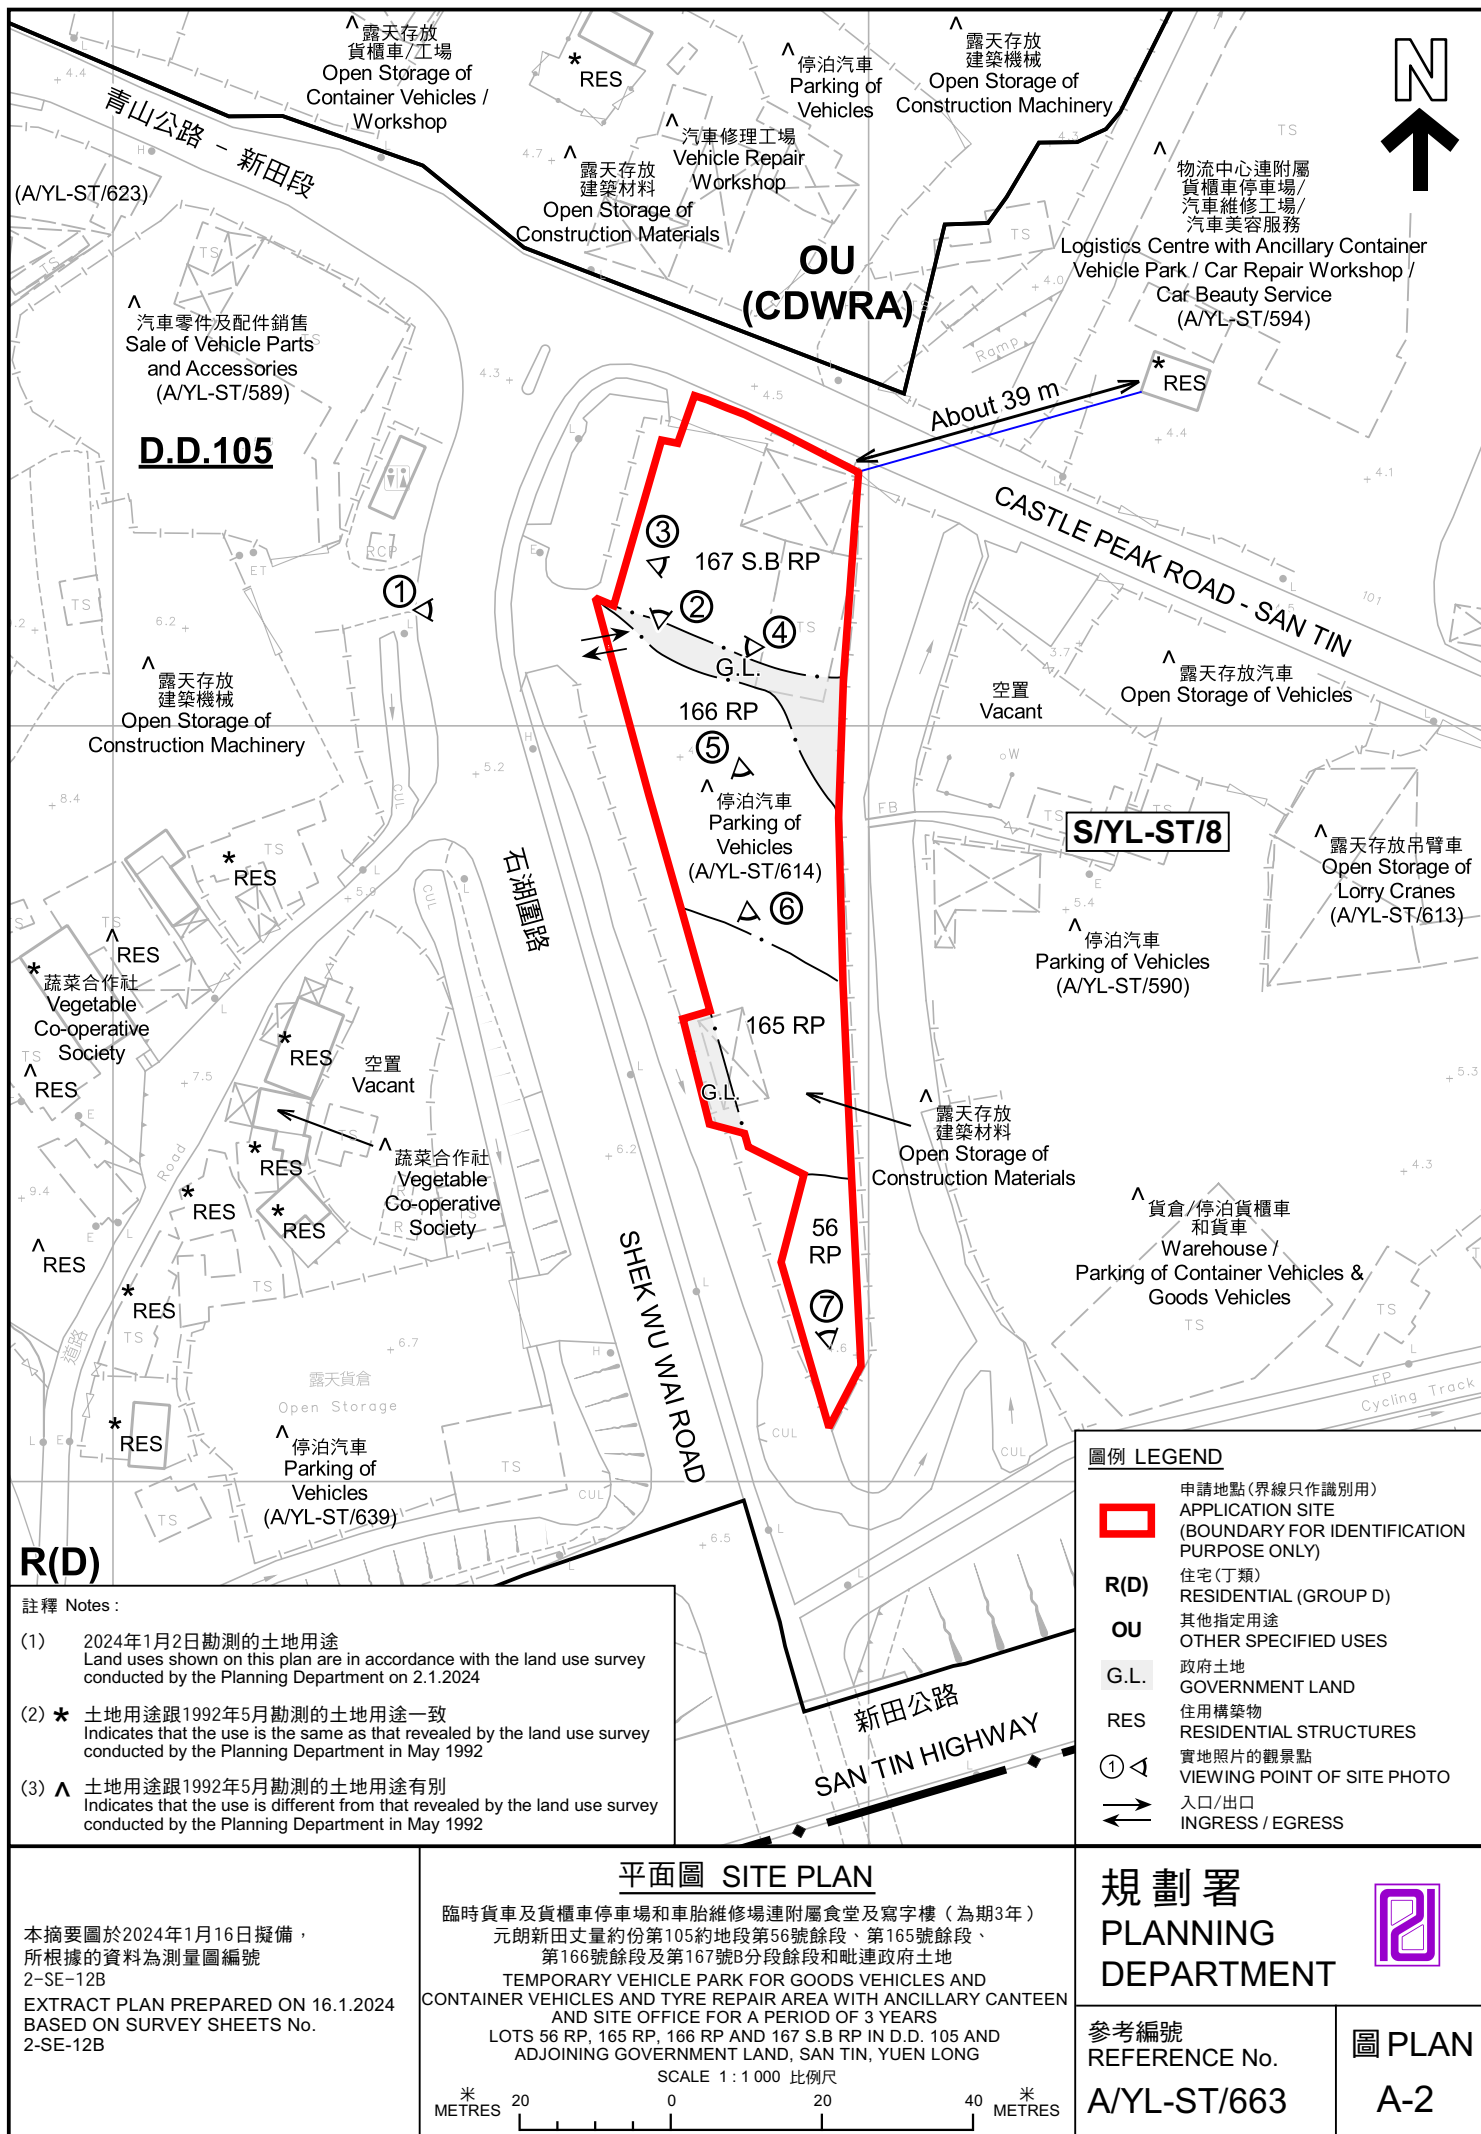 ^
露天存放
貨櫃車/工場
Open Storage of
Container Vehicles /
Workshop
*
RES
^
停泊汽車
Parking of
Vehicles
^
露天存放
建築機械
Open Storage of
Construction Machinery
N
青山公路 - 新田段
(A/YL-ST/623)
^
露天存放
建築材料
Open Storage of
Construction Materials
^
汽車修理工場
Vehicle Repair
Workshop
OU
(CDWRA)
^
物流中心連附屬
貨櫃車停車場/
汽車維修工場/
汽車美容服務
Logistics Centre with Ancillary Container
Vehicle Park / Car Repair Workshop /
Car Beauty Service
(A/YL-ST/594)
*
RES
About 39 m
Ramp
^
汽車零件及配件銷售
Sale of Vehicle Parts
and Accessories
(A/YL-ST/589)
D.D.105
RCP
CASTLE PEAK ROAD - SAN TIN
1
3
167 S.B RP
2
4
G.L.
166 RP
5
^
停泊汽車
Parking of
Vehicles
(A/YL-ST/614)
6
165 RP
G.L.
56
RP
7
^
露天存放
建築機械
Open Storage of
Construction Machinery
空置
Vacant
^
露天存放汽車
Open Storage of Vehicles
S/YL-ST/8
^
露天存放吊臂車
Open Storage of
Lorry Cranes
(A/YL-ST/613)
^
停泊汽車
Parking of Vehicles
(A/YL-ST/590)
石湖圍路
SHEK WU WAI ROAD
*
RES
^
RES
*
蔬菜合作社
Vegetable
Co-operative
Society
^
RES
*
RES
空置
Vacant
^
蔬菜合作社
Vegetable
Co-operative
Society
*
RES
*
RES
*
RES
^
RES
*
RES
*
RES
道路
Road
露天貨倉
Open Storage
^
停泊汽車
Parking of
Vehicles
(A/YL-ST/639)
^
露天存放
建築材料
Open Storage of
Construction Materials
^
貨倉/停泊貨櫃車
和貨車
Warehouse /
Parking of Container Vehicles &
Goods Vehicles
Cycling Track
R(D)
新田公路
SAN TIN HIGHWAY
註釋 Notes :
(1) 2024年1月2日勘測的土地用途
Land uses shown on this plan are in accordance with the land use survey
conducted by the Planning Department on 2.1.2024
(2) * 土地用途跟1992年5月勘測的土地用途一致
Indicates that the use is the same as that revealed by the land use survey
conducted by the Planning Department in May 1992
(3) ^ 土地用途跟1992年5月勘測的土地用途有別
Indicates that the use is different from that revealed by the land use survey
conducted by the Planning Department in May 1992
圖例 LEGEND
申請地點(界線只作識別用)
APPLICATION SITE
(BOUNDARY FOR IDENTIFICATION
PURPOSE ONLY)
R(D) 住宅(丁類)
RESIDENTIAL (GROUP D)
OU 其他指定用途
OTHER SPECIFIED USES
G.L. 政府土地
GOVERNMENT LAND
RES 住用構築物
RESIDENTIAL STRUCTURES
1 實地照片的觀景點
VIEWING POINT OF SITE PHOTO
入口/出口
INGRESS / EGRESS
本摘要圖於2024年1月16日擬備，
所根據的資料為測量圖編號
2-SE-12B
EXTRACT PLAN PREPARED ON 16.1.2024
BASED ON SURVEY SHEETS No.
2-SE-12B
平面圖 SITE PLAN
臨時貨車及貨櫃車停車場和車胎維修場連附屬食堂及寫字樓（為期3年）
元朗新田丈量約份第105約地段第56號餘段、第165號餘段、
第166號餘段及第167號B分段餘段和毗連政府土地
TEMPORARY VEHICLE PARK FOR GOODS VEHICLES AND
CONTAINER VEHICLES AND TYRE REPAIR AREA WITH ANCILLARY CANTEEN
AND SITE OFFICE FOR A PERIOD OF 3 YEARS
LOTS 56 RP, 165 RP, 166 RP AND 167 S.B RP IN D.D. 105 AND
ADJOINING GOVERNMENT LAND, SAN TIN, YUEN LONG
SCALE 1 : 1 000 比例尺
米
METRES 20 0 20 40 米
METRES
規劃署
PLANNING
DEPARTMENT
參考編號
REFERENCE No.
A/YL-ST/663
圖 PLAN
A-2